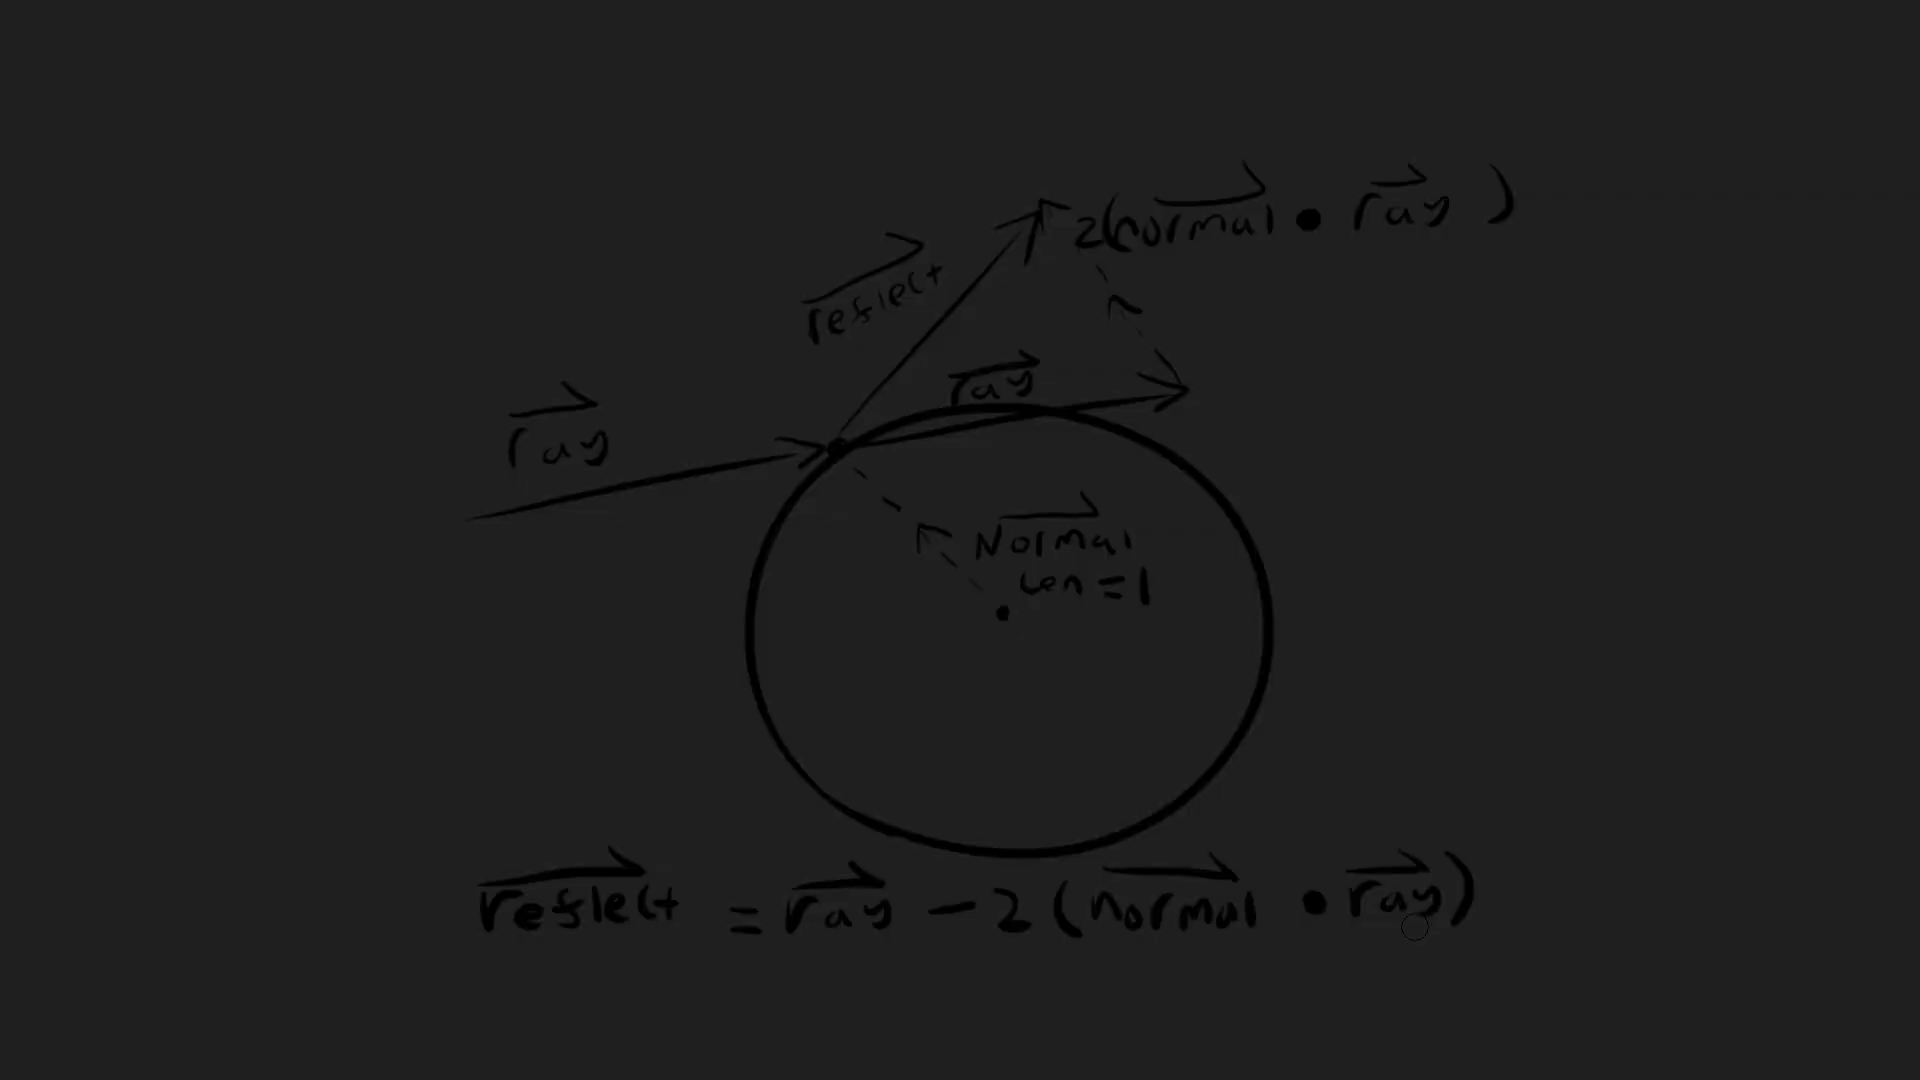 2(normal • ray)
reflect
ray
ray
Normal
Len = 1
reflect = ray - 2 (normal • ray)